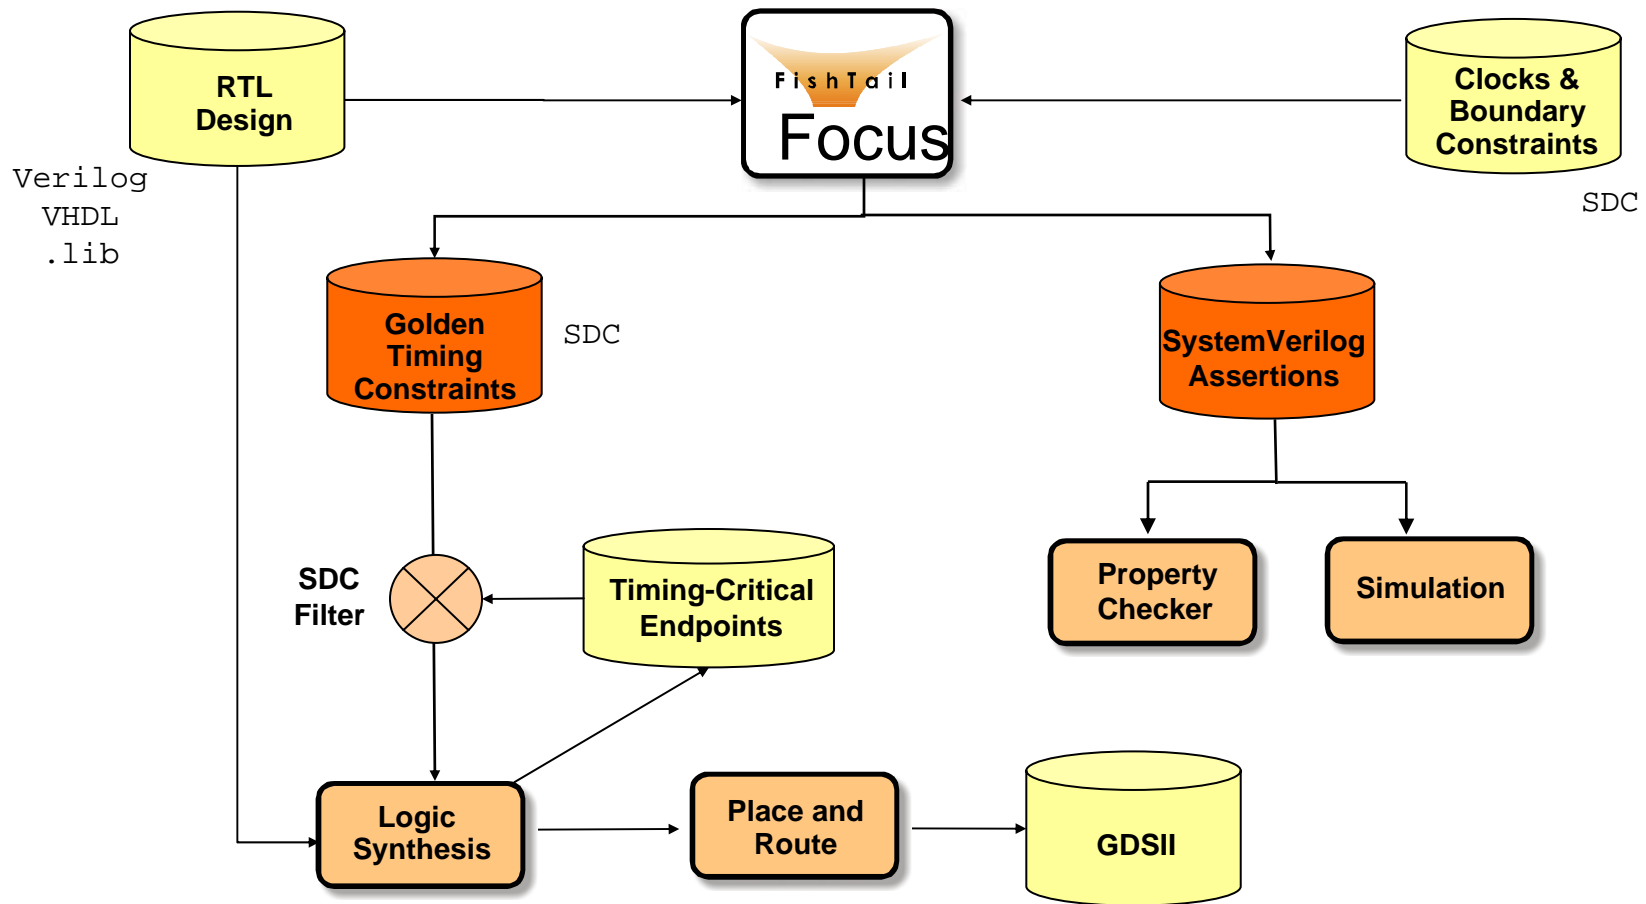 RTL
Design
FishTail
Focus
Clocks &
Boundary
Constraints
Verilog
VHDL
.lib
SDC
Golden
Timing
Constraints
SDC
SystemVerilog
Assertions
SDC
Filter
Timing-Critical
Endpoints
Property
Checker
Simulation
Logic
Synthesis
Place and
Route
GDSII